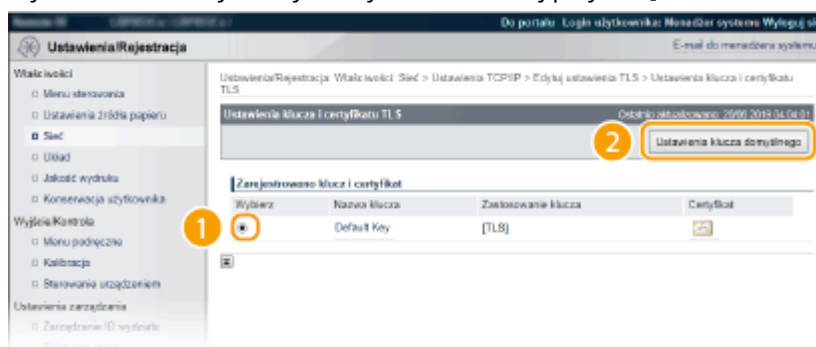 Do portalu Login użytkownika: Menedżer systemu Wyloguj się
Ustawienia/Rejestracja
E-mail do menedżera systemu
Właściwości
Menu sterowania
Ustawienia źródła papieru
Sieć
Układ
Jakość wydruku
Konserwacja użytkownika
Wyjście/Kontrola
Menu podręczne
Kalibracja
Sterowanie urządzeniem
Ustawienia zarządzania
Zarządzanie ID wydziału
Ustawienia/Rejestracja: Właściwości: Sieć > Ustawienia TCP/IP > Edytuj ustawienia TLS > Ustawienia klucza i certyfikatu
TLS
Ustawienia klucza i certyfikatu TLS
Ostatnio aktualizowano: 26/06 2019 04:04:01
2
Ustawienia klucza domyślnego
Zarejestrowano klucz i certyfikat
Wybierz Nazwa klucza Zastosowanie klucza Certyfikat
1 Default Key [TLS]